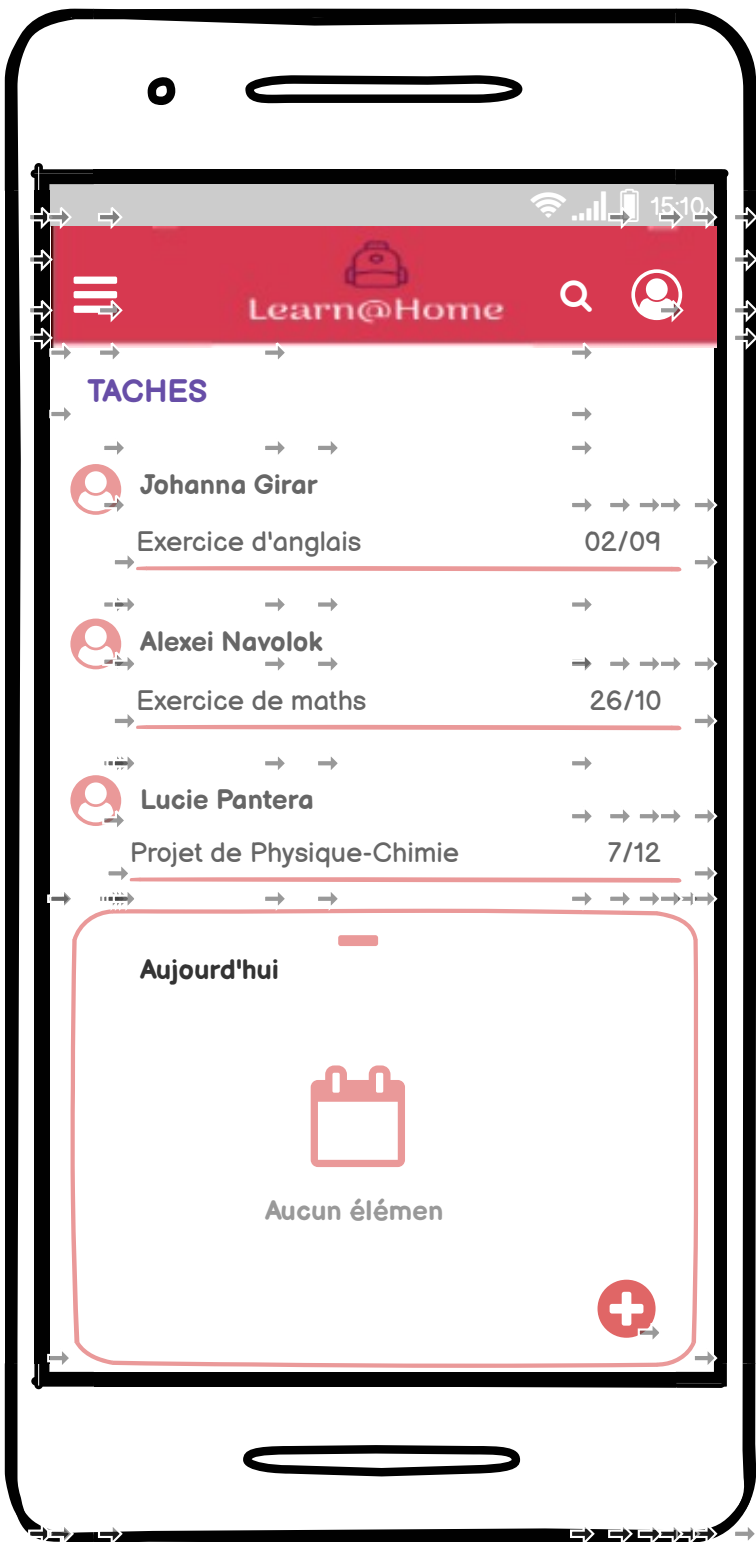 15:10
Learn@Home
TACHES
Johanna Girar
Exercice d'anglais 02/09
Alexei Navolok
Exercice de maths 26/10
Lucie Pantera
Projet de Physique-Chimie 7/12
Aujourd'hui
Aucun élémen